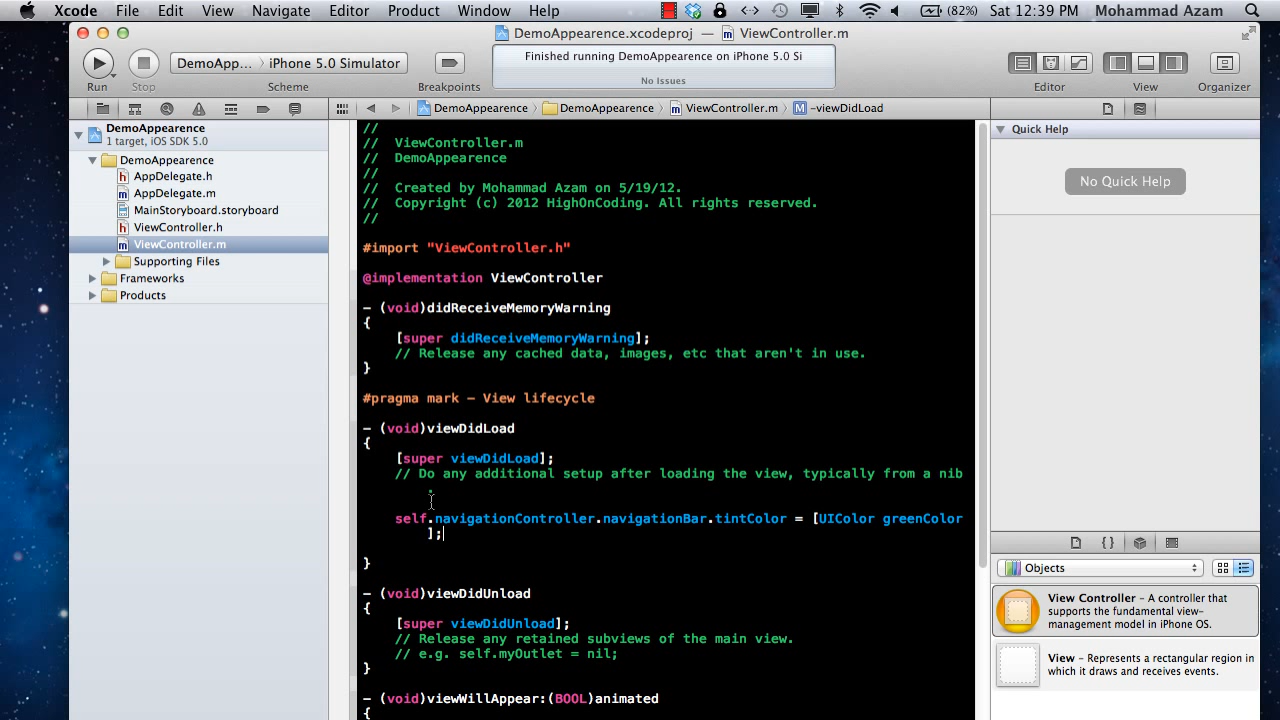 Xcode File Edit View Navigate Editor Product Window Help (82%) Sat 12:39 PM Mohammad Azam
DemoAppearence.xcodeproj — ViewController.m
DemoApp... iPhone 5.0 Simulator
Finished running DemoAppearence on iPhone 5.0 Si
No Issues
Run Stop Scheme Breakpoints Editor View Organizer
DemoAppearence DemoAppearence ViewController.m M -viewDidLoad
DemoAppearence
1 target, iOS SDK 5.0
DemoAppearence
h AppDelegate.h
m AppDelegate.m
MainStoryboard.storyboard
h ViewController.h
m ViewController.m
Supporting Files
Frameworks
Products
//
// ViewController.m
// DemoAppearence
//
// Created by Mohammad Azam on 5/19/12.
// Copyright (c) 2012 HighOnCoding. All rights reserved.
//
#import "ViewController.h"
@implementation ViewController
- (void)didReceiveMemoryWarning
{
[super didReceiveMemoryWarning];
// Release any cached data, images, etc that aren't in use.
}
#pragma mark - View lifecycle
- (void)viewDidLoad
{
[super viewDidLoad];
// Do any additional setup after loading the view, typically from a nib
.
self.navigationController.navigationBar.tintColor = [UIColor greenColor
];
}
- (void)viewDidUnload
{
[super viewDidUnload];
// Release any retained subviews of the main view.
// e.g. self.myOutlet = nil;
}
- (void)viewWillAppear:(BOOL)animated
{
Quick Help
No Quick Help
{ }
Objects
View Controller - A controller that
supports the fundamental view-
management model in iPhone OS.
View - Represents a rectangular region in
which it draws and receives events.